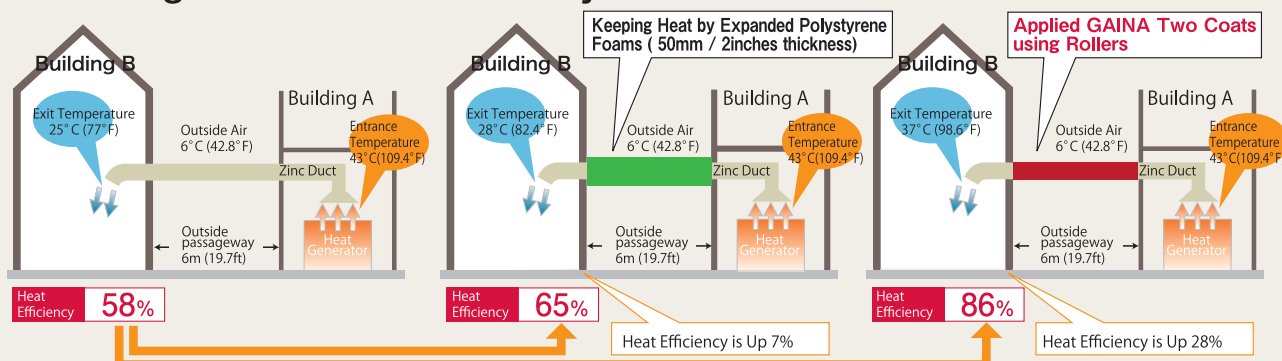 Building B
Exit Temperature
25°C (77°F)
Outside Air
6°C (42.8°F)
Building A
Entrance
Temperature
43°C(109.4°F)
Zinc Duct
Outside
passageway
6m (19.7ft)
Heat
Generator
Heat
Efficiency
58%
Keeping Heat by Expanded Polystyrene
Foams ( 50mm / 2inches thickness)
Building B
Exit Temperature
28°C (82.4°F)
Outside Air
6°C (42.8°F)
Building A
Entrance
Temperature
43°C(109.4°F)
Zinc Duct
Outside
passageway
6m (19.7ft)
Heat
Generator
Heat
Efficiency
65%
Heat Efficiency is Up 7%
Applied GAINA Two Coats
using Rollers
Building B
Exit Temperature
37°C (98.6°F)
Outside Air
6°C (42.8°F)
Building A
Entrance
Temperature
43°C(109.4°F)
Zinc Duct
Outside
passageway
6m (19.7ft)
Heat
Generator
Heat
Efficiency
86%
Heat Efficiency is Up 28%